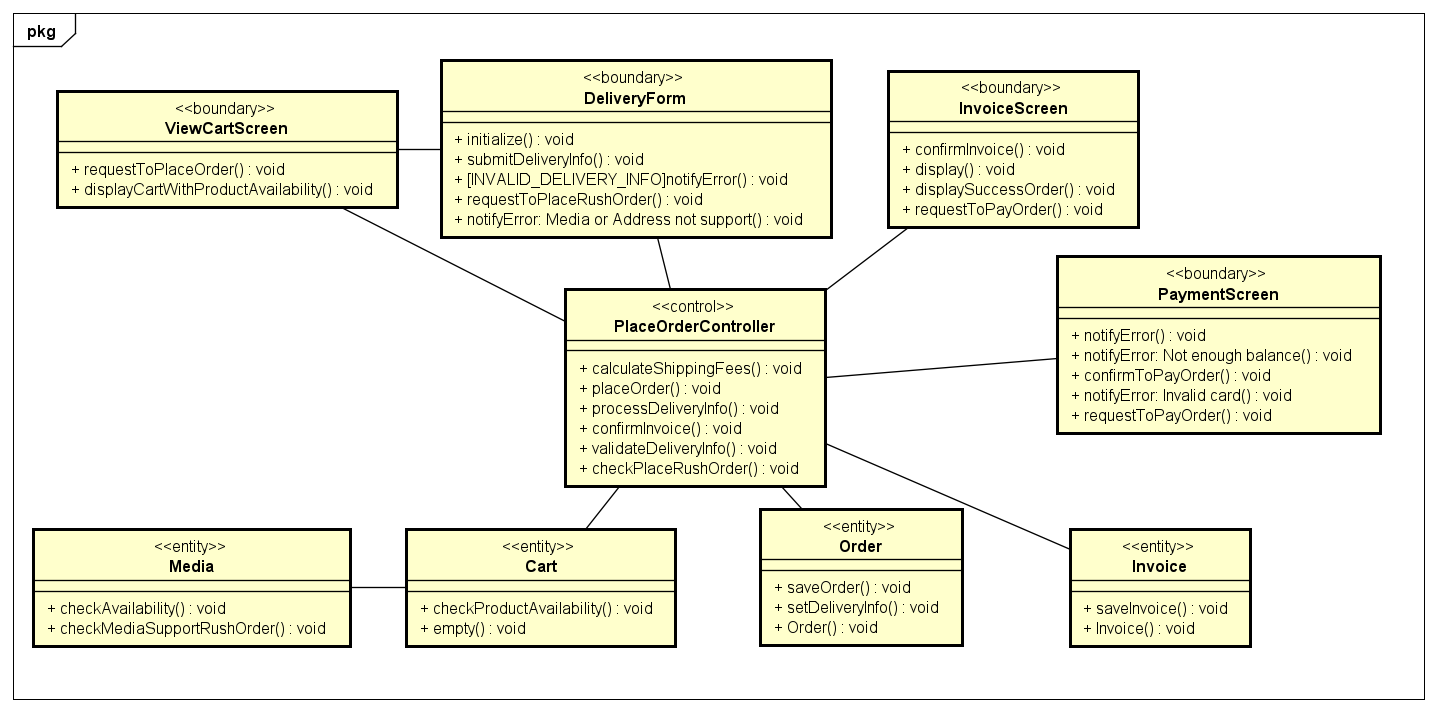 pkg
<<boundary>>
ViewCartScreen
+ requestToPlaceOrder() : void
+ displayCartWithProductAvailability() : void
<<boundary>>
DeliveryForm
+ initialize() : void
+ submitDeliveryInfo() : void
+ [INVALID_DELIVERY_INFO]notifyError() : void
+ requestToPlaceRushOrder() : void
+ notifyError: Media or Address not support() : void
<<boundary>>
InvoiceScreen
+ confirmInvoice() : void
+ display() : void
+ displaySuccessOrder() : void
+ requestToPayOrder() : void
<<boundary>>
PaymentScreen
+ notifyError() : void
+ notifyError: Not enough balance() : void
+ confirmToPayOrder() : void
+ notifyError: Invalid card() : void
+ requestToPayOrder() : void
<<control>>
PlaceOrderController
+ calculateShippingFees() : void
+ placeOrder() : void
+ processDeliveryInfo() : void
+ confirmInvoice() : void
+ validateDeliveryInfo() : void
+ checkPlaceRushOrder() : void
<<entity>>
Media
+ checkAvailability() : void
+ checkMediaSupportRushOrder() : void
<<entity>>
Cart
+ checkProductAvailability() : void
+ empty() : void
<<entity>>
Order
+ saveOrder() : void
+ setDeliveryInfo() : void
+ Order() : void
<<entity>>
Invoice
+ saveInvoice() : void
+ Invoice() : void